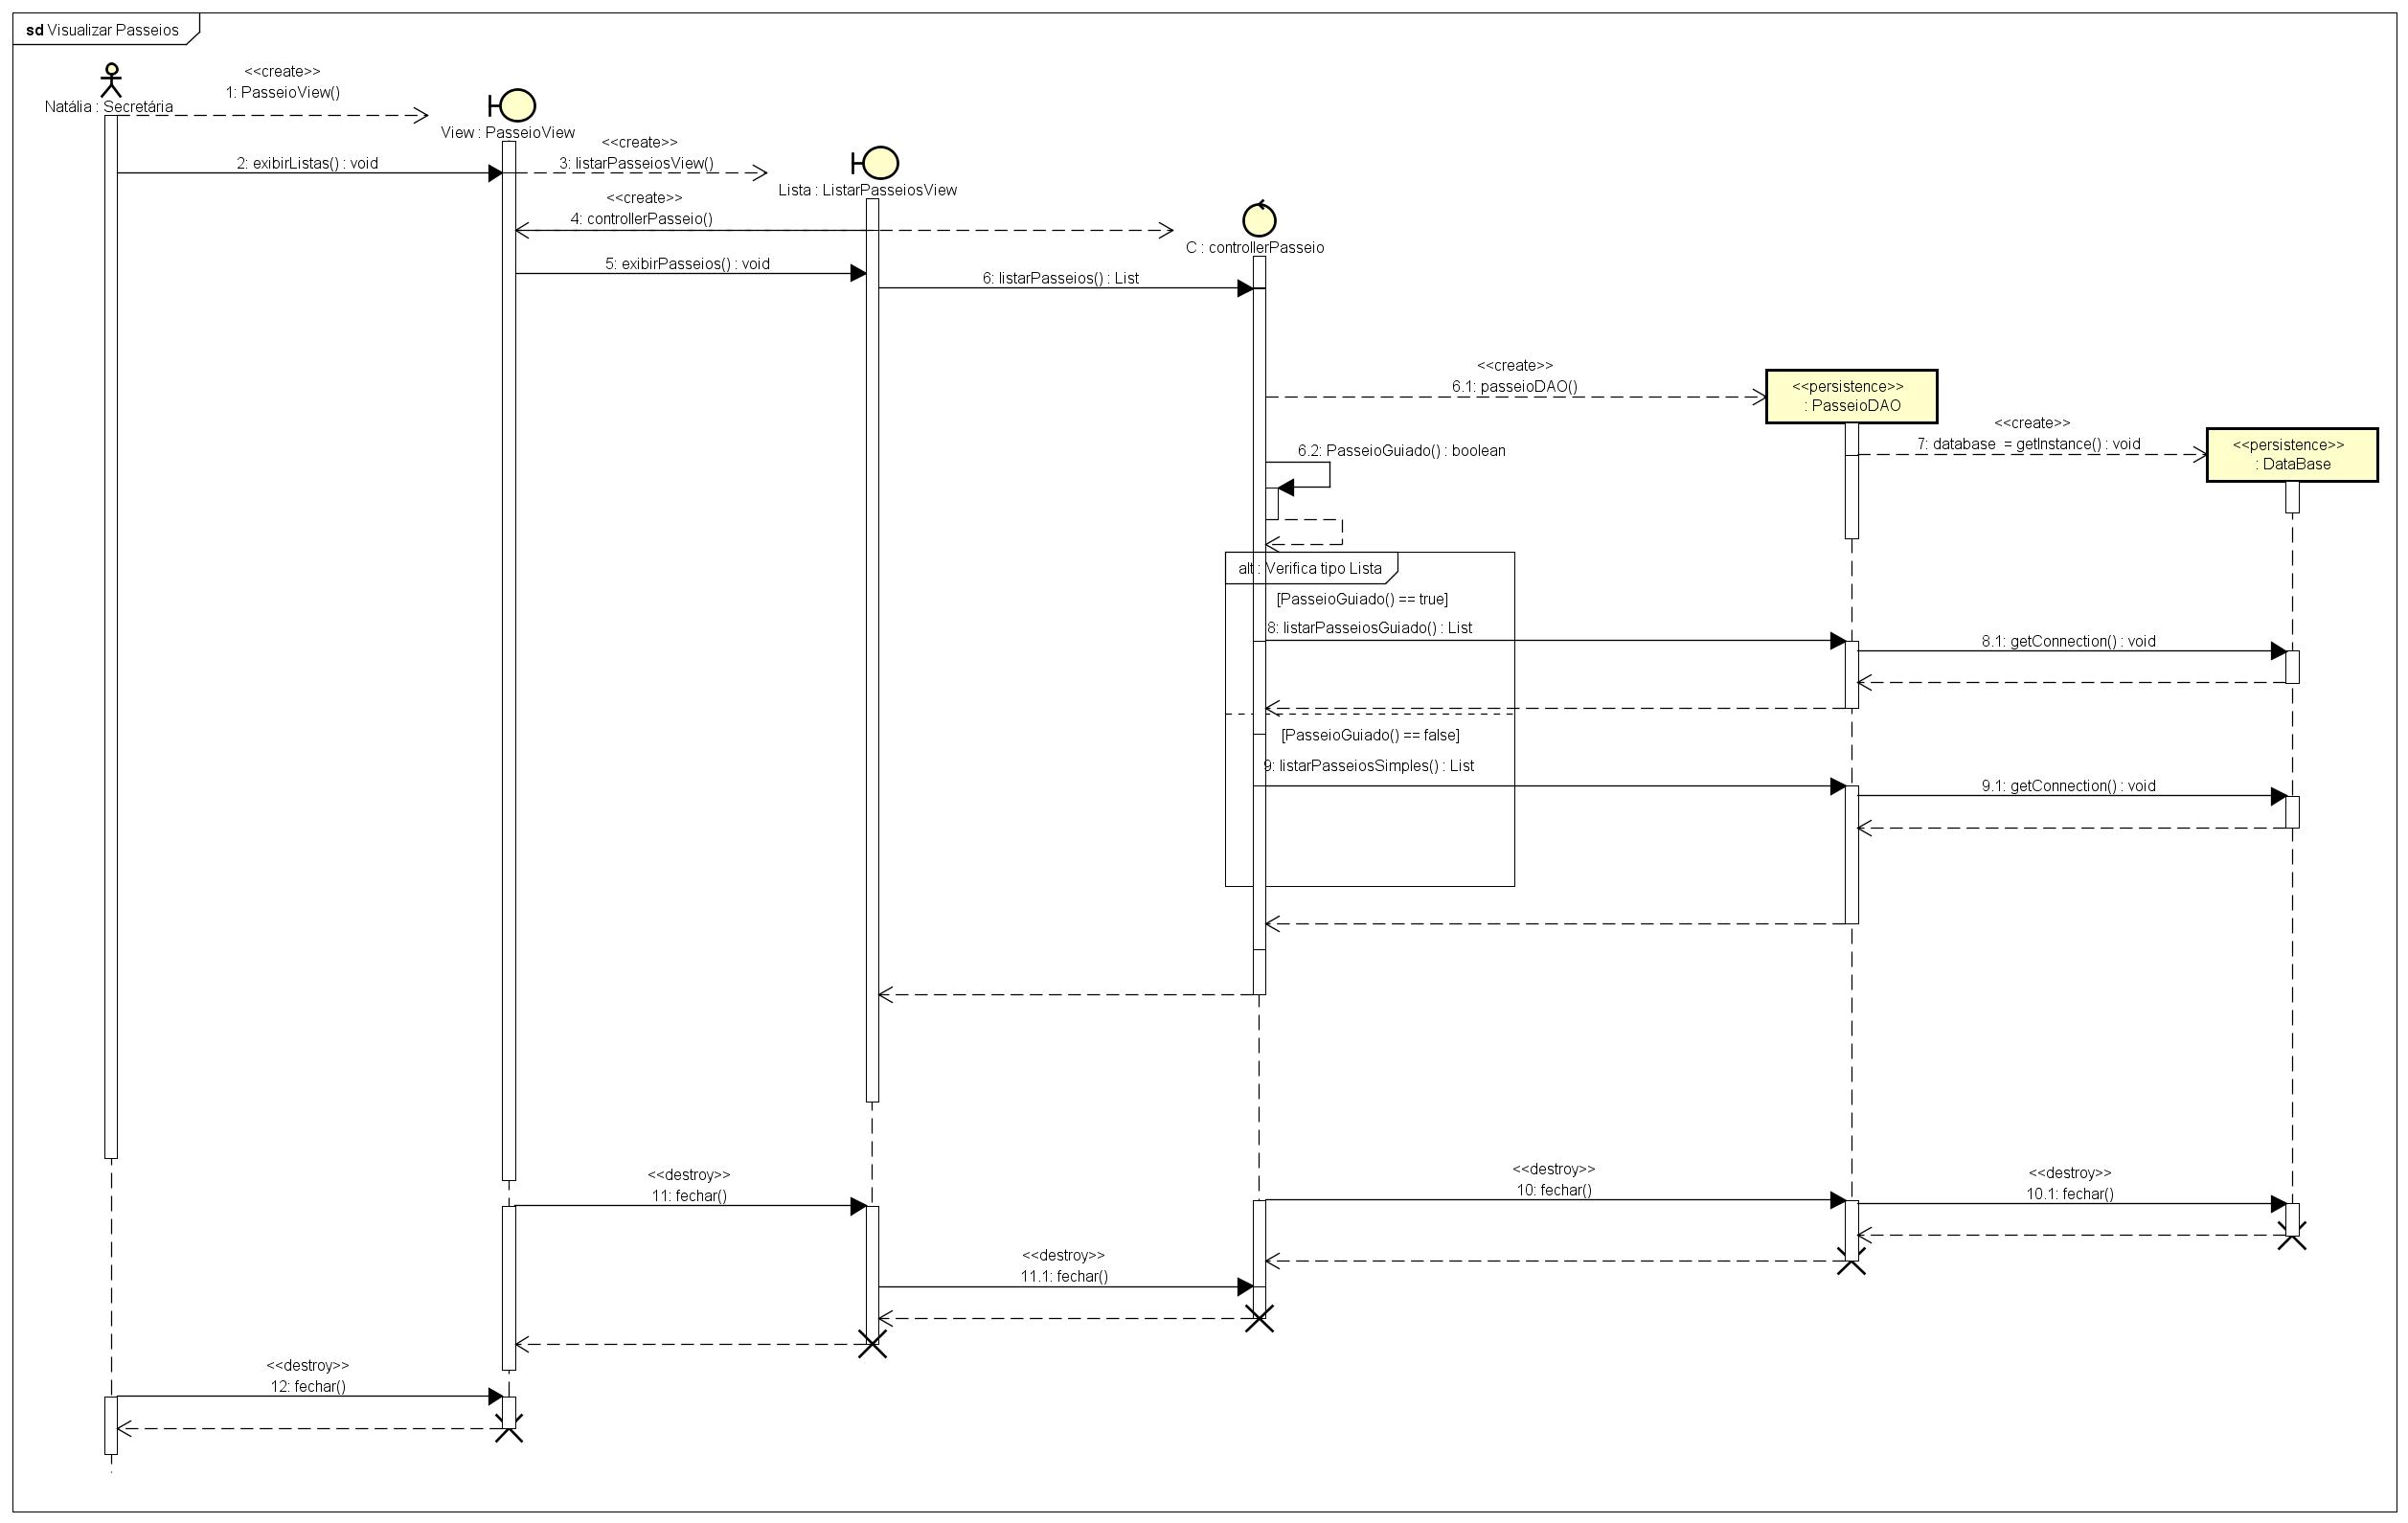 sd Visualizar Passeios
<<create>>
1: PasseioView()
Natália : Secretária
View : PasseioView
2: exibirListas() : void
<<create>>
3: listarPasseiosView()
Lista : ListarPasseiosView
<<create>>
4: controllerPasseio()
C : controllerPasseio
5: exibirPasseios() : void
6: listarPasseios() : List
<<create>>
6.1: passeioDAO()
<<persistence>>
: PasseioDAO
<<create>>
7: database = getInstance() : void
<<persistence>>
: DataBase
6.2: PasseioGuiado() : boolean
alt : Verifica tipo Lista
[PasseioGuiado() == true]
8: listarPasseiosGuiado() : List
8.1: getConnection() : void
[PasseioGuiado() == false]
9: listarPasseiosSimples() : List
9.1: getConnection() : void
<<destroy>>
11: fechar()
<<destroy>>
10: fechar()
<<destroy>>
10.1: fechar()
<<destroy>>
11.1: fechar()
<<destroy>>
12: fechar()